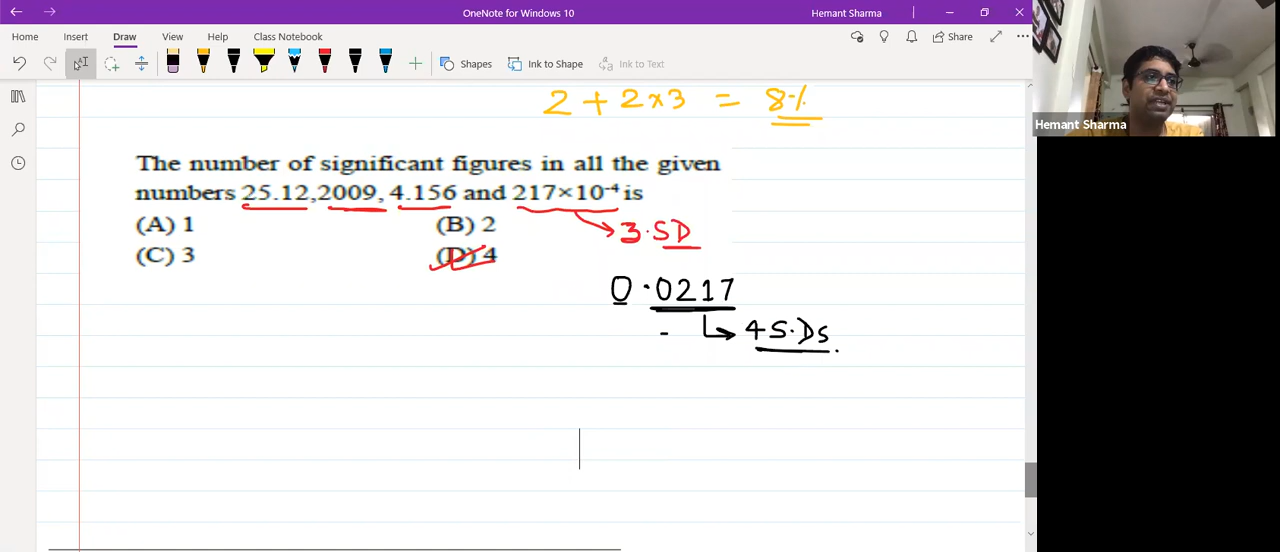 OneNote for Windows 10
Hemant Sharma
Home Insert Draw View Help Class Notebook
Share
Shapes Ink to Shape Ink to Text
2 + 2×3 = 8%
The number of significant figures in all the given
numbers 25.12,2009, 4.156 and 217×10⁻⁴ is
(A) 1 (B) 2
(C) 3 (D) 4
3·SD
0·0217
4S·Ds.
Hemant Sharma